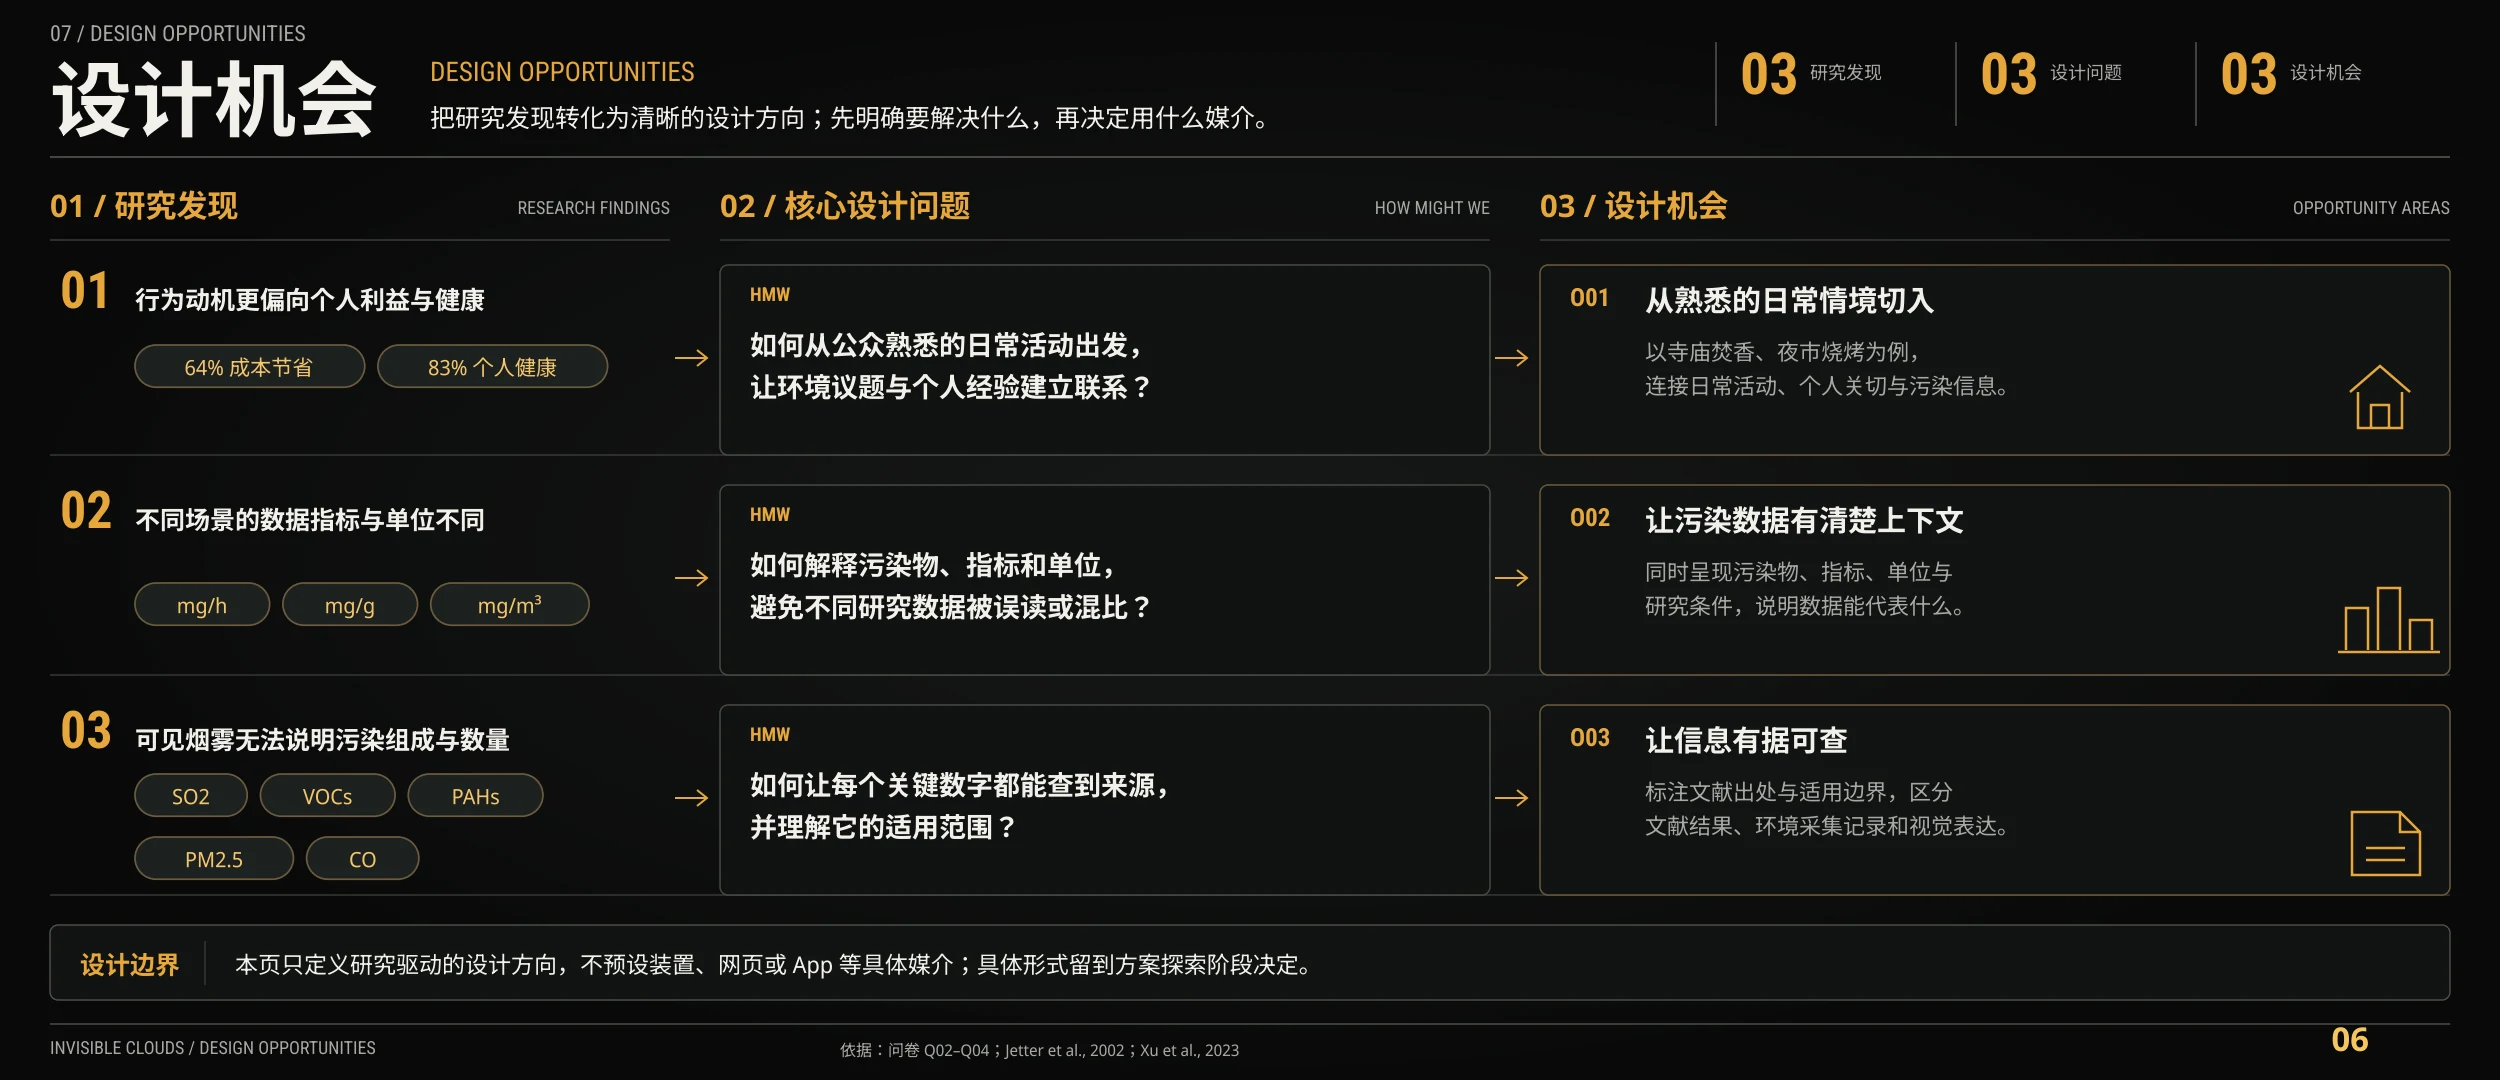 07 / DESIGN OPPORTUNITIES
设计机会
DESIGN OPPORTUNITIES
把研究发现转化为清晰的设计方向；先明确要解决什么，再决定用什么媒介。
03 研究发现
03 设计问题
03 设计机会
01 / 研究发现
RESEARCH FINDINGS
02 / 核心设计问题
HOW MIGHT WE
03 / 设计机会
OPPORTUNITY AREAS
01 行为动机更偏向个人利益与健康
64% 成本节省
83% 个人健康
HMW
如何从公众熟悉的日常活动出发，
让环境议题与个人经验建立联系？
O01 从熟悉的日常情境切入
以寺庙焚香、夜市烧烤为例，
连接日常活动、个人关切与污染信息。
02 不同场景的数据指标与单位不同
mg/h
mg/g
mg/m³
HMW
如何解释污染物、指标和单位，
避免不同研究数据被误读或混比？
O02 让污染数据有清楚上下文
同时呈现污染物、指标、单位与
研究条件，说明数据能代表什么。
03 可见烟雾无法说明污染组成与数量
SO2
VOCs
PAHs
PM2.5
CO
HMW
如何让每个关键数字都能查到来源，
并理解它的适用范围？
O03 让信息有据可查
标注文献出处与适用边界，区分
文献结果、环境采集记录和视觉表达。
设计边界
本页只定义研究驱动的设计方向，不预设装置、网页或 App 等具体媒介；具体形式留到方案探索阶段决定。
INVISIBLE CLOUDS / DESIGN OPPORTUNITIES
依据：问卷 Q02–Q04；Jetter et al., 2002；Xu et al., 2023
06